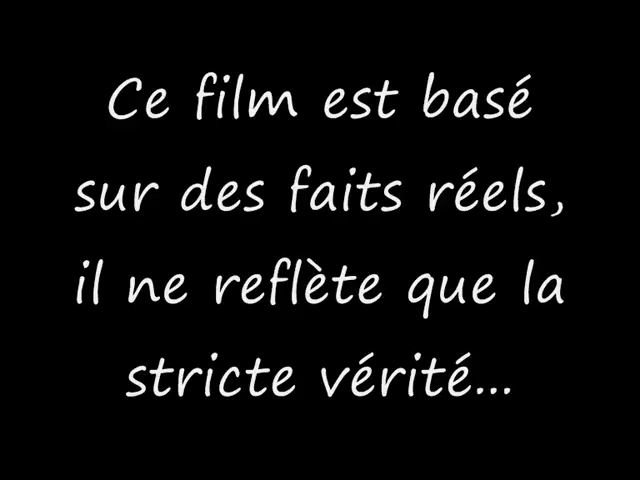 Ce film est basé
sur des faits réels,
il ne reflète que la
stricte vérité...